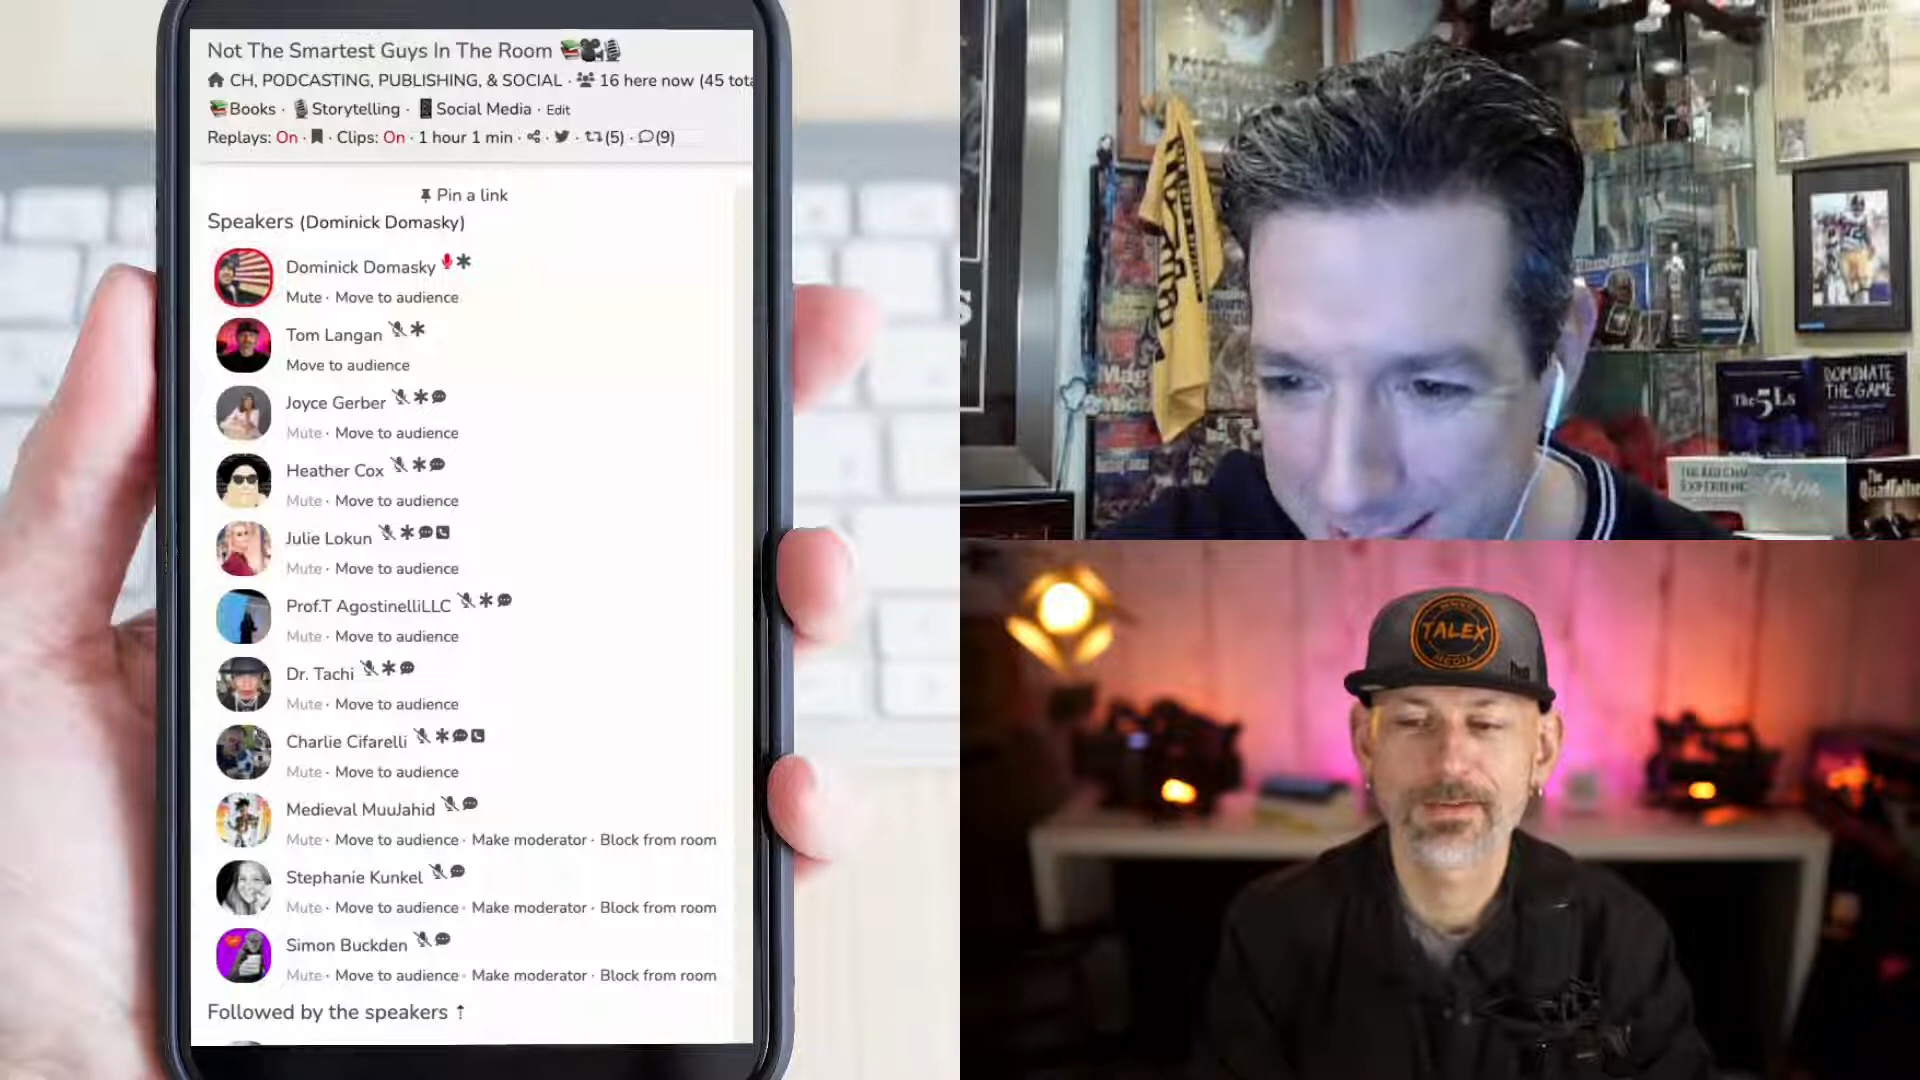 Not The Smartest Guys In The Room
CH, PODCASTING, PUBLISHING, & SOCIAL · 16 here now (45 tota
Books · Storytelling · Social Media · Edit
Replays: On · Clips: On · 1 hour 1 min · (5) · (9)
Pin a link
Speakers (Dominick Domasky)
Dominick Domasky
Mute · Move to audience
Tom Langan
Move to audience
Joyce Gerber
Mute · Move to audience
Heather Cox
Mute · Move to audience
Julie Lokun
Mute · Move to audience
Prof.T AgostinelliLLC
Mute · Move to audience
Dr. Tachi
Mute · Move to audience
Charlie Cifarelli
Mute · Move to audience
Medieval MuuJahid
Mute · Move to audience · Make moderator · Block from room
Stephanie Kunkel
Mute · Move to audience · Make moderator · Block from room
Simon Buckden
Mute · Move to audience · Make moderator · Block from room
Followed by the speakers ↑
The 5Ls
DOMINATE
THE GAME
EXPERIENCE
Papa
The
Quadfather
TALEX
MEDIA